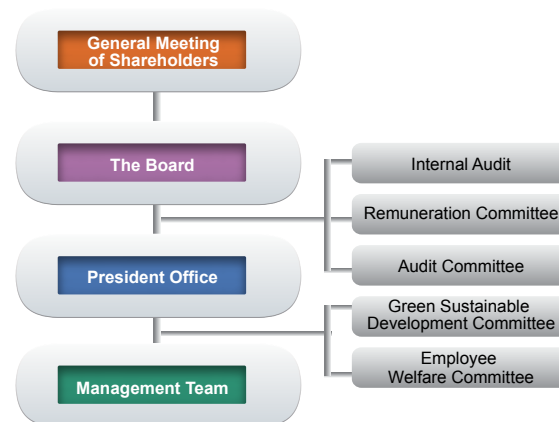 General Meeting
of Shareholders
The Board
Internal Audit
Remuneration Committee
President Office
Audit Committee
Green Sustainable
Development Committee
Employee
Welfare Committee
Management Team